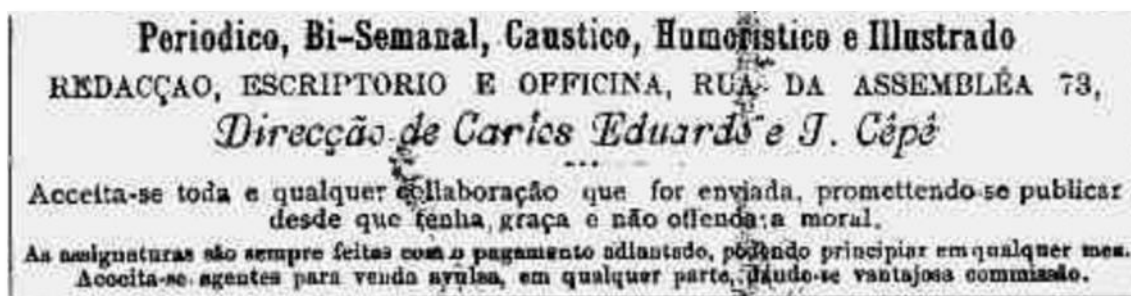 Periodico, Bi-Semanal, Caustico, Humoristico e Illustrado
REDACÇAO, ESCRIPTORIO E OFFICINA, RUA DA ASSEMBLÉA 73,
Direcção de Carlos Eduardo e J. Cêpê
Acceita-se toda e qualquer collaboração que for enviada, promettendo-se publicar
desde que tenha graça e não offenda a moral.
As assignaturas são sempre feitas com o pagamento adiantado, podendo principiar em qualquer mez.
Acceita-se agentes para venda avulsa, em qualquer parte, dando-se vantajosa commissão.